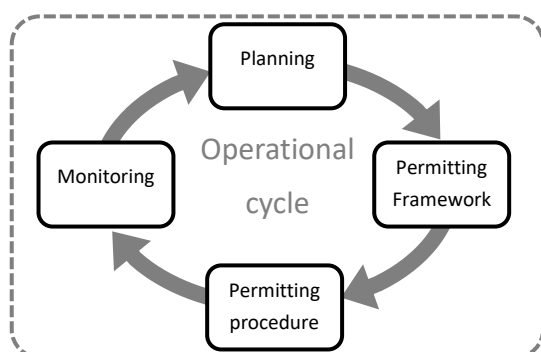 Planning
Operational
cycle
Monitoring
Permitting
Framework
Permitting
procedure